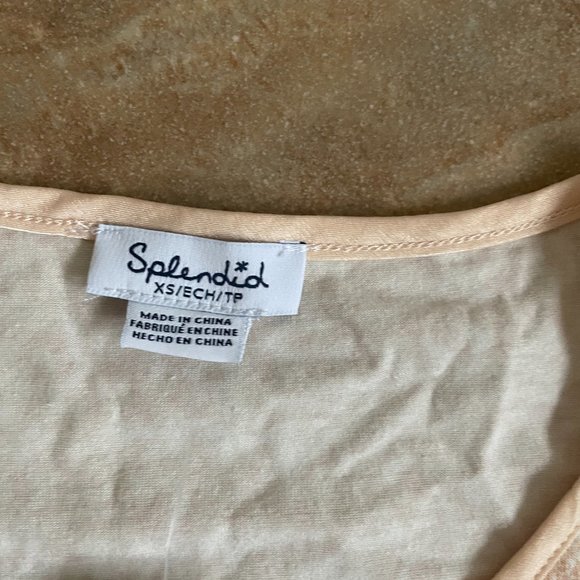 Splendid
XS/ECH/TP
MADE IN CHINA
FABRIQUÉ EN CHINE
HECHO EN CHINA